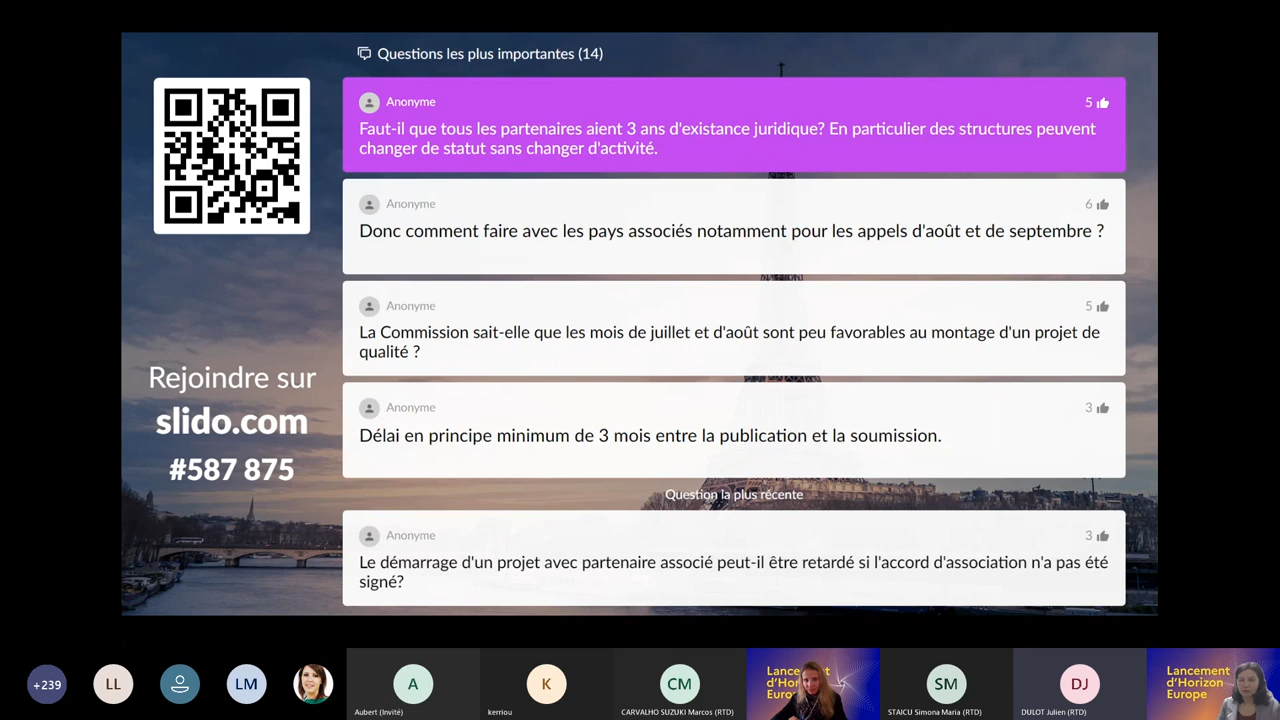 Questions les plus importantes (14)
Anonyme
5
Faut-il que tous les partenaires aient 3 ans d'existance juridique? En particulier des structures peuvent
changer de statut sans changer d'activité.
Anonyme
6
Donc comment faire avec les pays associés notamment pour les appels d'août et de septembre ?
Anonyme
5
La Commission sait-elle que les mois de juillet et d'août sont peu favorables au montage d'un projet de
qualité ?
Anonyme
3
Délai en principe minimum de 3 mois entre la publication et la soumission.
Question la plus récente
Anonyme
3
Le démarrage d'un projet avec partenaire associé peut-il être retardé si l'accord d'association n'a pas été
signé?
Rejoindre sur
slido.com
#587 875
+239
LL
LM
A
Aubert (Invité)
K
kerriou
CM
CARVALHO SUZUKI Marcos (RTD)
Lancement
d'Horizon
Europe
SM
STAICU Simona Maria (RTD)
DJ
DULOT Julien (RTD)
Lancement
d'Horizon
Europe